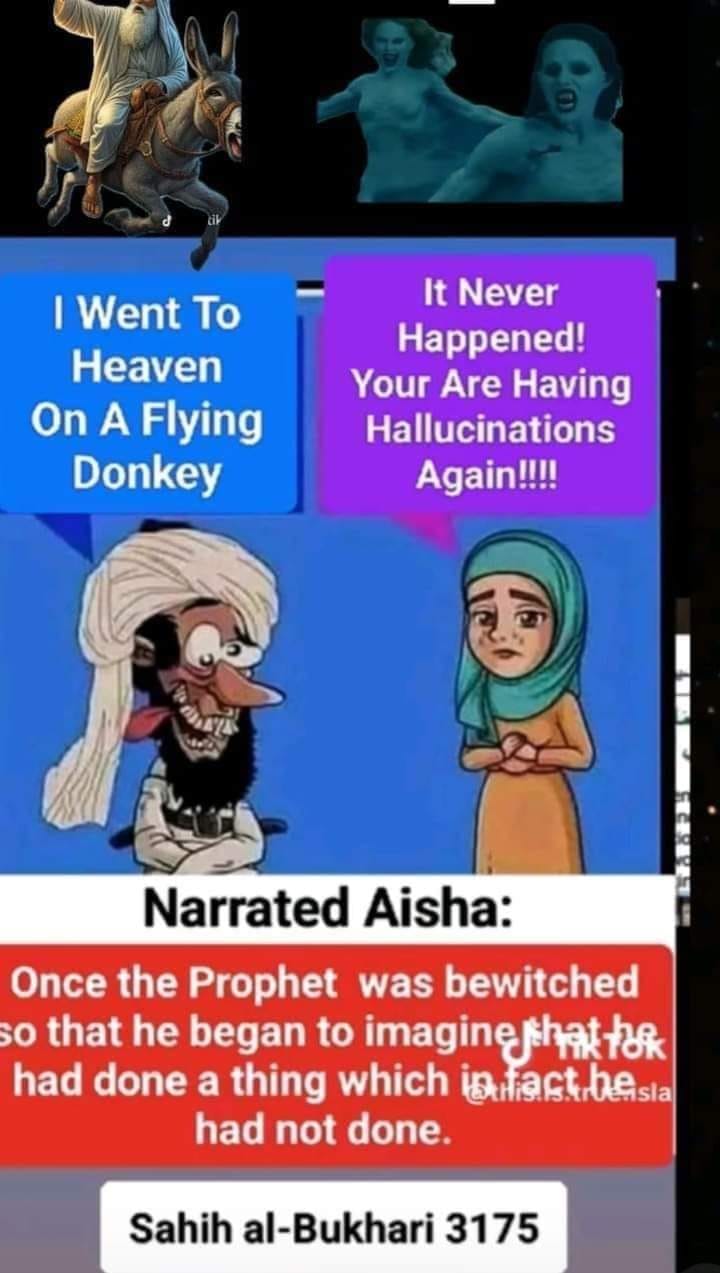 I Went To
Heaven
On A Flying
Donkey
It Never
Happened!
Your Are Having
Hallucinations
Again!!!!
Narrated Aisha:
Once the Prophet was bewitched
so that he began to imagine that he
had done a thing which in fact he
had not done.
TikTok
Sahih al-Bukhari 3175